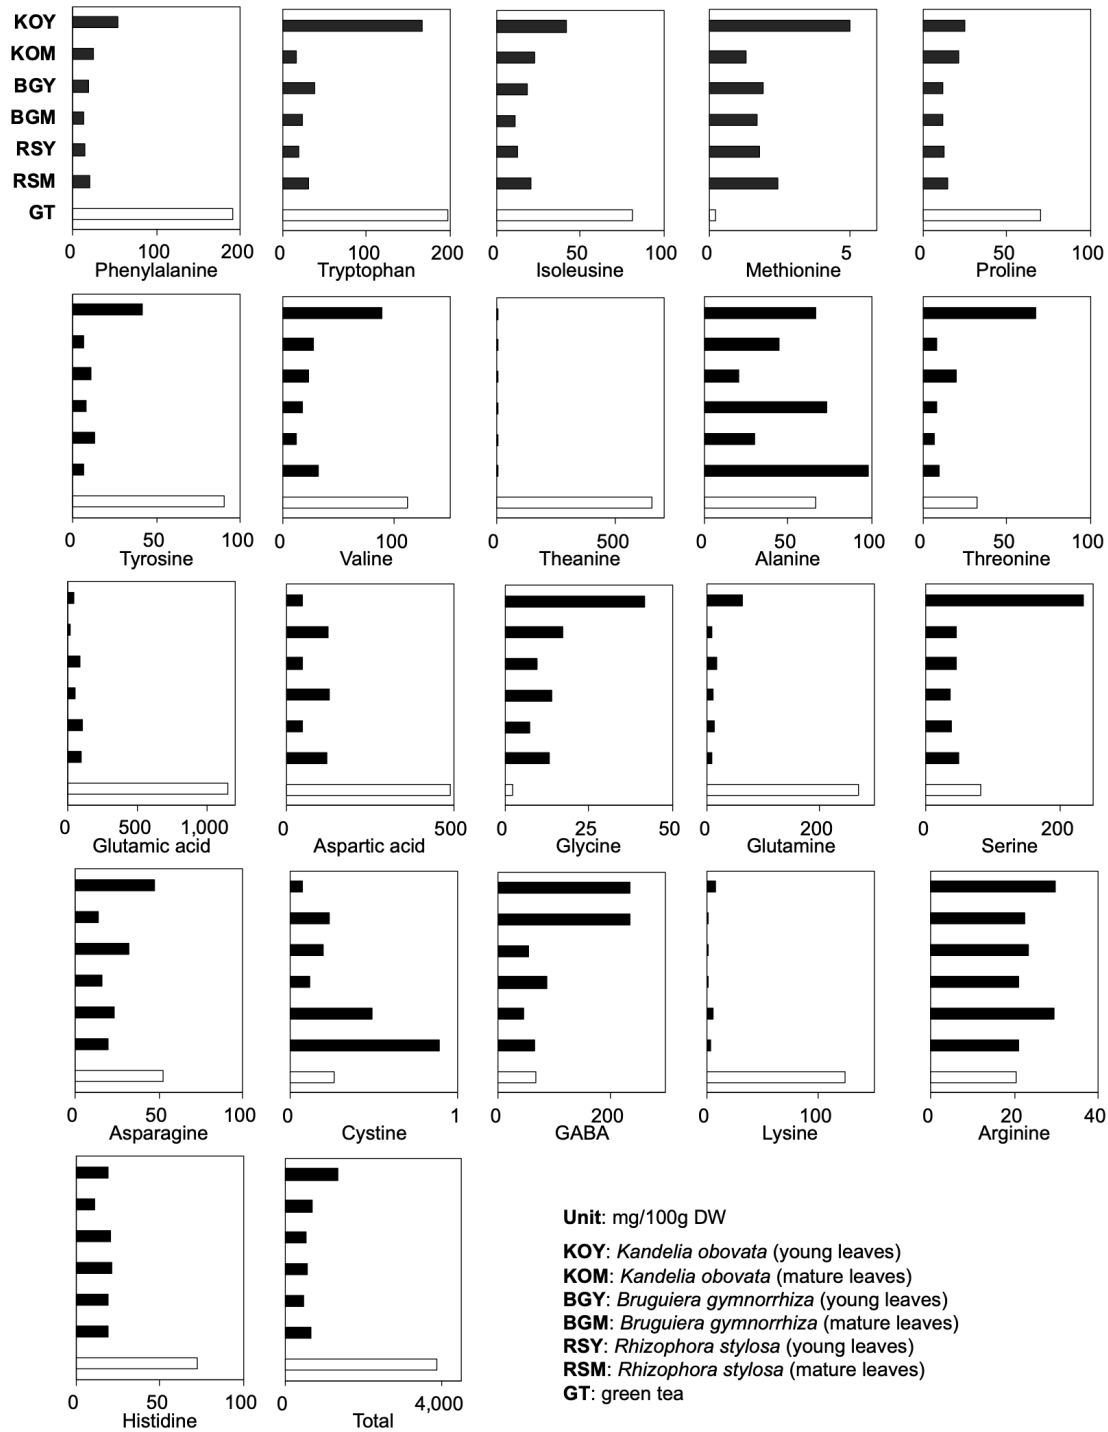 KOY
KOM
BGY
BGM
RSY
RSM
GT
0 100 200 0 100 200 0 50 100 0 5 0 50 100
Phenylalanine Tryptophan Isoleusine Methionine Proline
0 50 100 0 100 0 500 0 50 100 0 50 100
Tyrosine Valine Theanine Alanine Threonine
0 500 1,000 0 500 0 25 50 0 200 0 200
Glutamic acid Aspartic acid Glycine Glutamine Serine
0 50 100 0 1 0 200 0 100 0 20 40
Asparagine Cystine GABA Lysine Arginine
0 50 100 0 4,000
Histidine Total
Unit: mg/100g DW
KOY: Kandelia obovata (young leaves)
KOM: Kandelia obovata (mature leaves)
BGY: Bruguiera gymnorrhiza (young leaves)
BGM: Bruguiera gymnorrhiza (mature leaves)
RSY: Rhizophora stylosa (young leaves)
RSM: Rhizophora stylosa (mature leaves)
GT: green tea